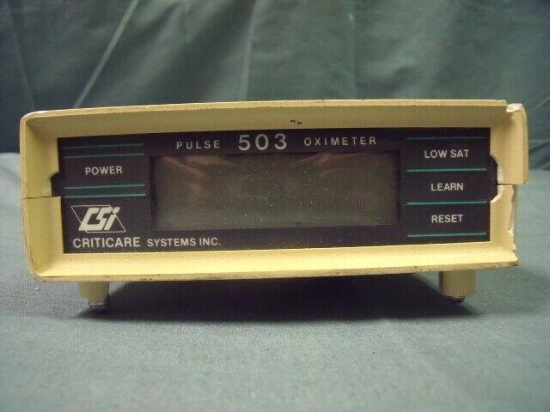 PULSE 503 OXIMETER
POWER
LOW SAT
LEARN
RESET
CSi
CRITICARE SYSTEMS INC.